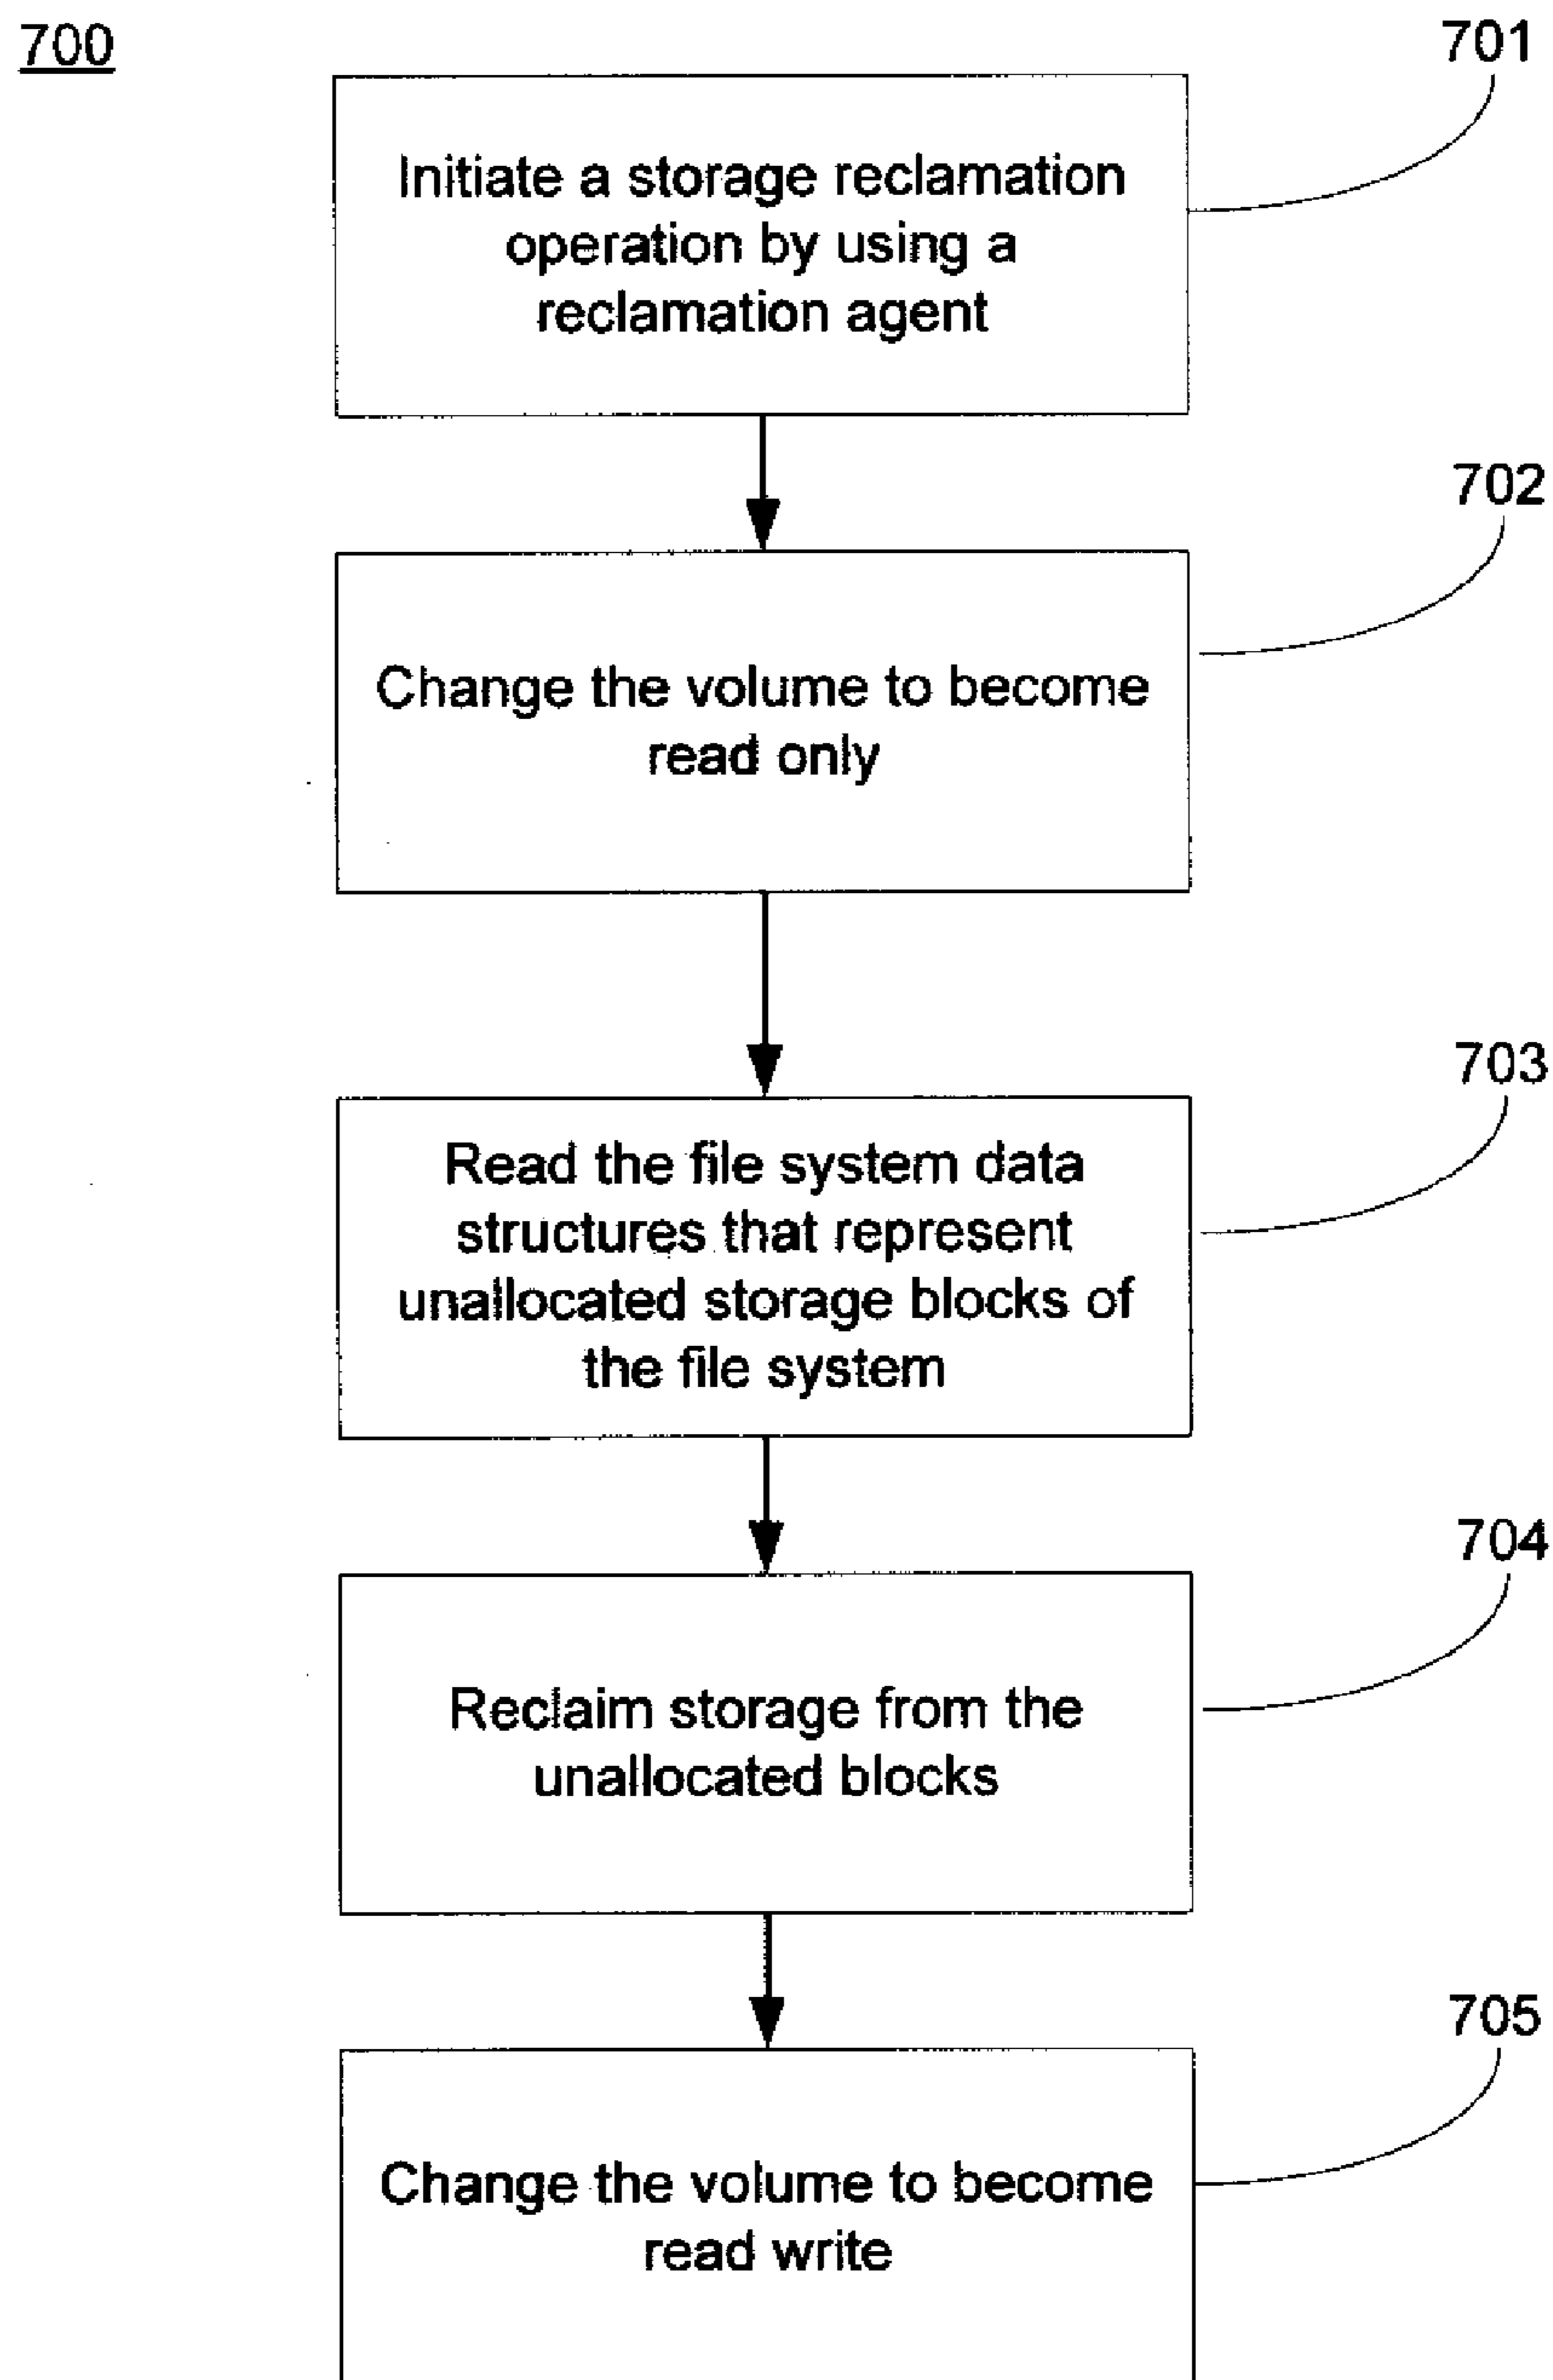 700
701
Initiate a storage reclamation
operation by using a
reclamation agent
702
Change the volume to become
read only
703
Read the file system data
structures that represent
unallocated storage blocks of
the file system
704
Reclaim storage from the
unallocated blocks
705
Change the volume to become
read write